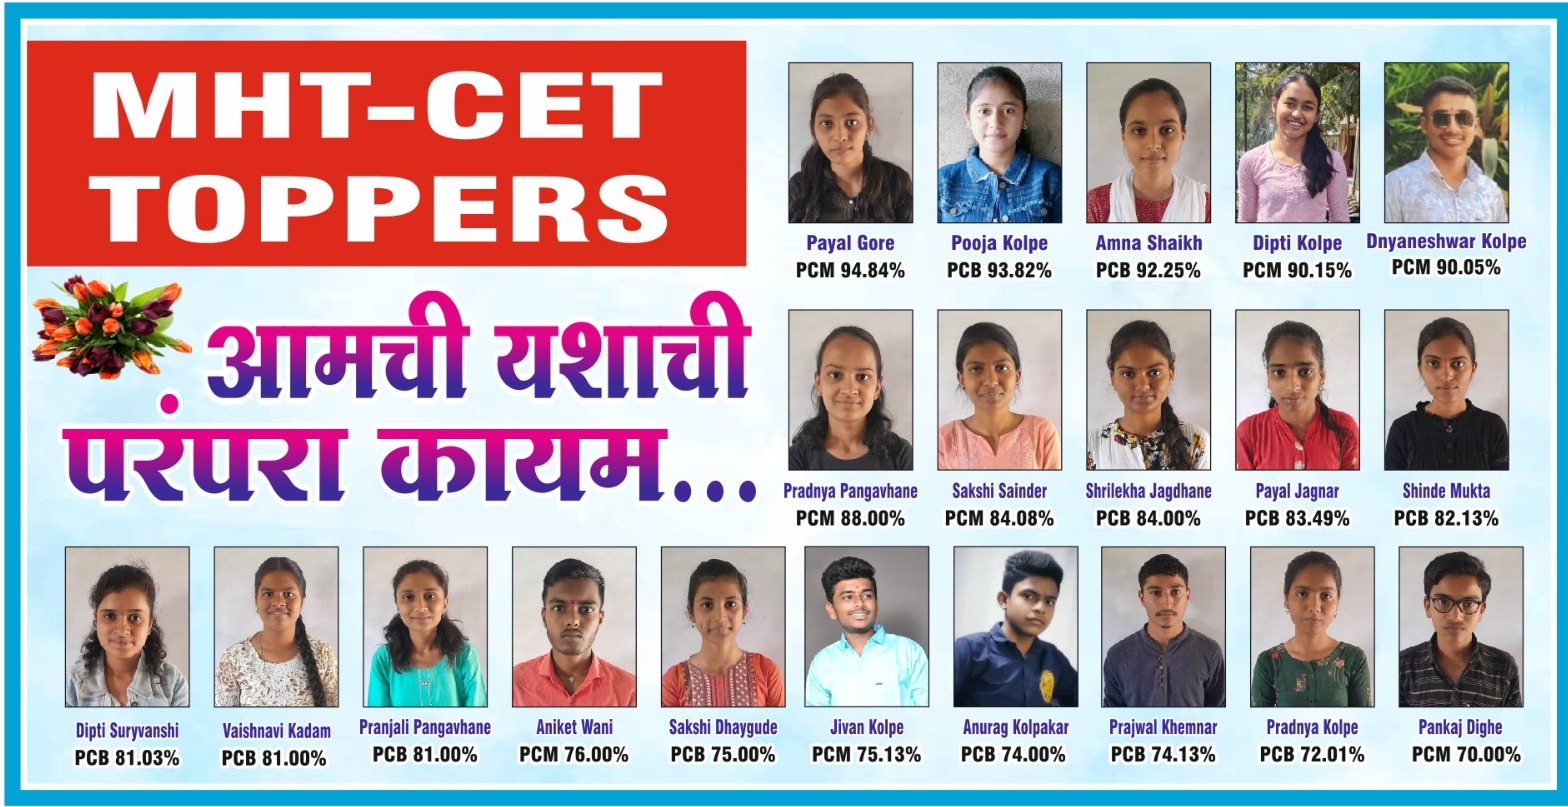 MHT-CET
TOPPERS
आमची यशाची
परंपरा कायम...
Payal Gore
PCM 94.84%
Pooja Kolpe
PCB 93.82%
Amna Shaikh
PCB 92.25%
Dipti Kolpe
PCM 90.15%
Dnyaneshwar Kolpe
PCM 90.05%
Pradnya Pangavhane
PCM 88.00%
Sakshi Sainder
PCM 84.08%
Shrilekha Jagdhane
PCB 84.00%
Payal Jagnar
PCB 83.49%
Shinde Mukta
PCB 82.13%
Dipti Suryvanshi
PCB 81.03%
Vaishnavi Kadam
PCB 81.00%
Pranjali Pangavhane
PCB 81.00%
Aniket Wani
PCM 76.00%
Sakshi Dhaygude
PCB 75.00%
Jivan Kolpe
PCM 75.13%
Anurag Kolpakar
PCB 74.00%
Prajwal Khemnar
PCB 74.13%
Pradnya Kolpe
PCB 72.01%
Pankaj Dighe
PCM 70.00%